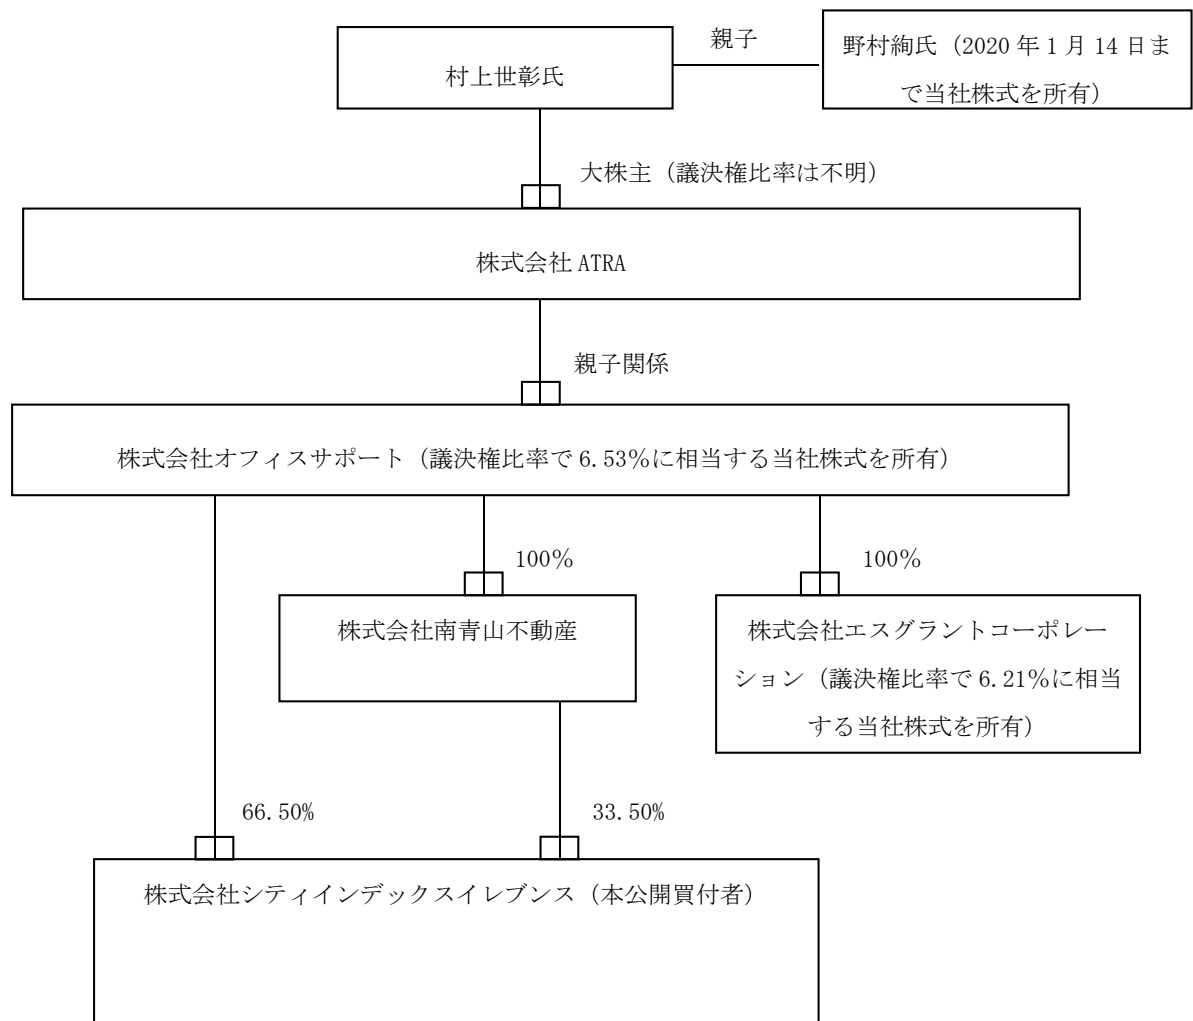 親子
野村絢氏（2020 年 1 月 14 日ま
で当社株式を所有）
村上世彰氏
大株主（議決権比率は不明）
株式会社 ATRA
親子関係
株式会社オフィスサポート（議決権比率で 6.53％に相当する当社株式を所有）
100％
100％
株式会社南青山不動産
株式会社エスグラントコーポレー
ション（議決権比率で 6.21％に相当
する当社株式を所有）
66.50%
33.50%
株式会社シティインデックスイレブンス（本公開買付者）